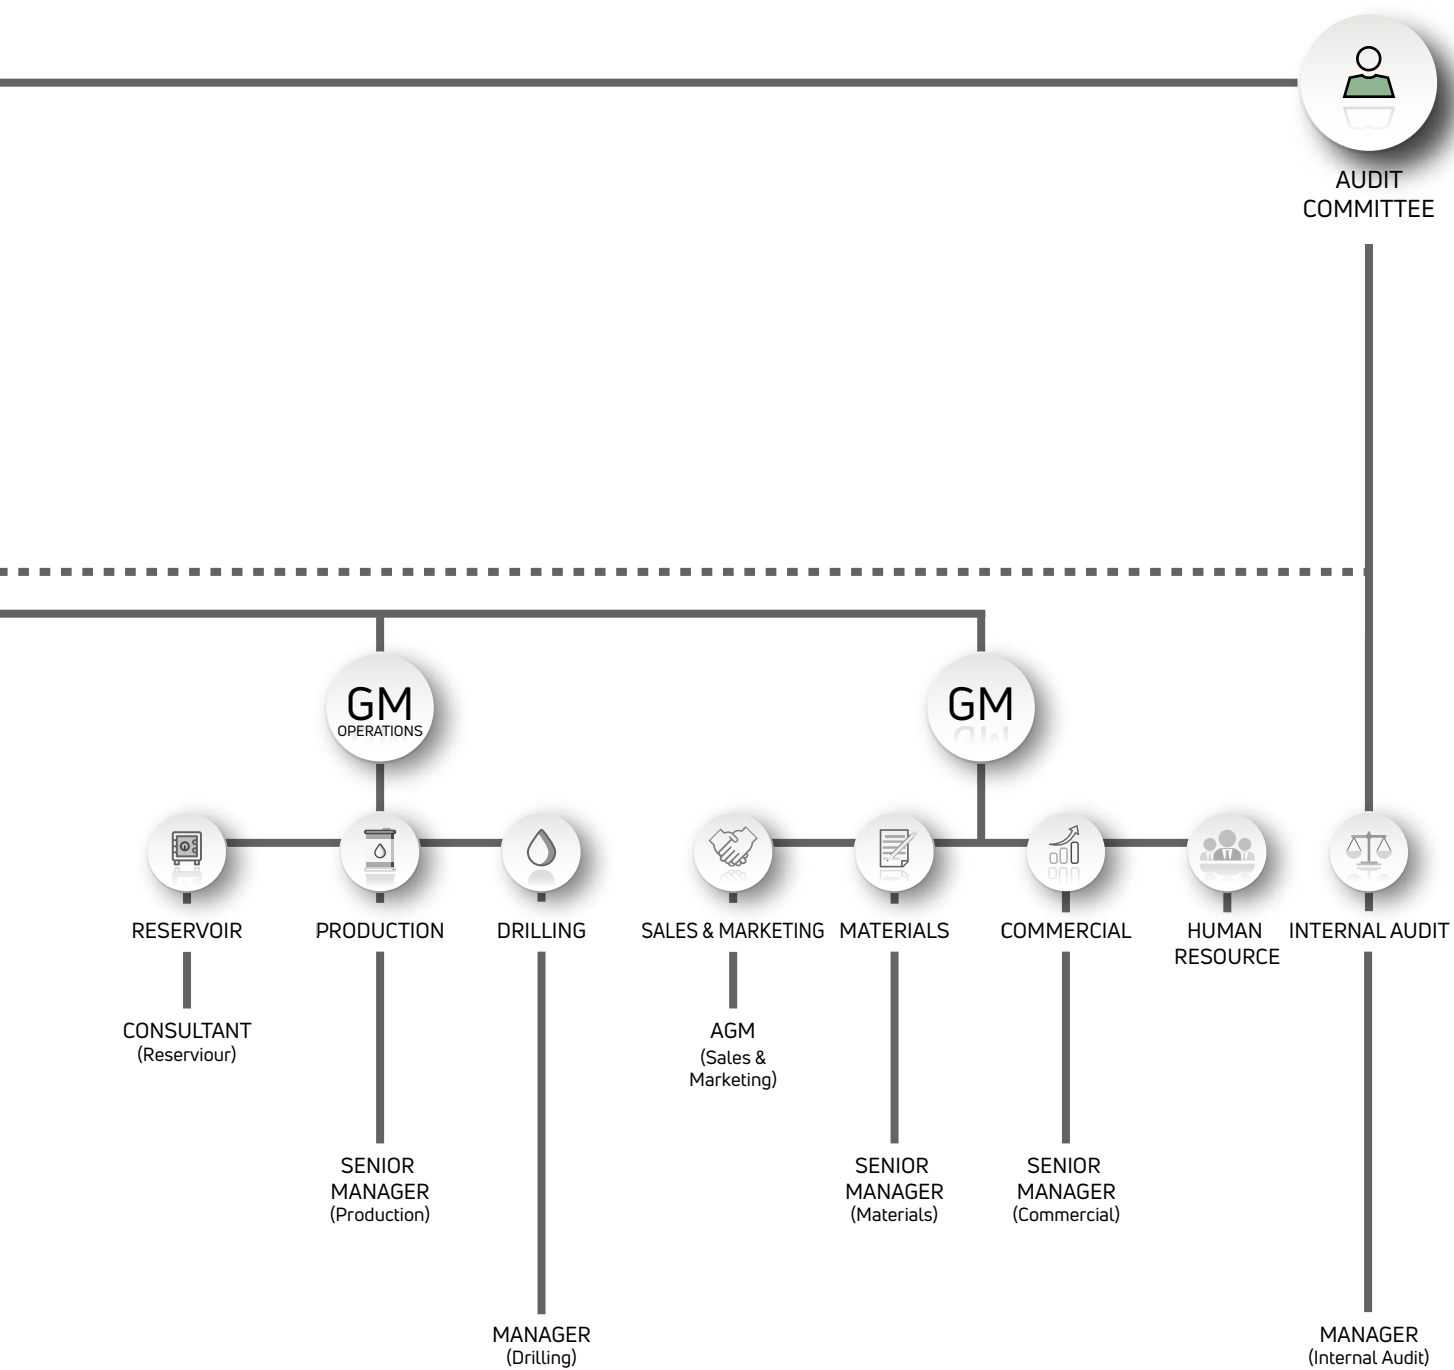 AUDIT
COMMITTEE
GM
OPERATIONS
GM
RESERVOIR
PRODUCTION
DRILLING
SALES & MARKETING
MATERIALS
COMMERCIAL
HUMAN
RESOURCE
INTERNAL AUDIT
CONSULTANT
(Reserviour)
AGM
(Sales &
Marketing)
SENIOR
MANAGER
(Production)
SENIOR
MANAGER
(Materials)
SENIOR
MANAGER
(Commercial)
MANAGER
(Drilling)
MANAGER
(Internal Audit)